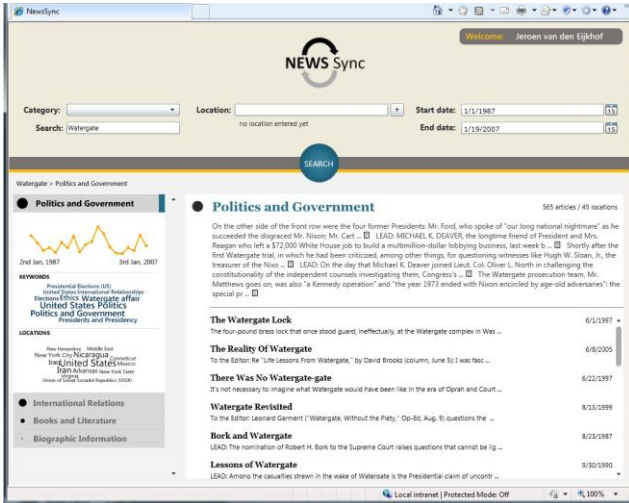 NewsSync
Welcome: Jeroen van den Eijkhof
NEWS Sync
Category:
Location:
+
Start date: 1/1/1987
15
Search: Watergate
no location entered yet
End date: 1/19/2007
15
SEARCH
Watergate > Politics and Government
Politics and Government
2nd Jan, 1987
3rd Jan, 2007
KEYWORDS
Presidential Elections (US)
United States International Relationships
Elections Ethics Watergate affair
United States Politics
Politics and Government
Presidents and Presidency
LOCATIONS
New Hampshire Middle East
New York City Nicaragua Connecticut
Iraq United States Mexico
Iran Arkansas New York State
Virginia
Union of Soviet Socialist Republics (USSR)
International Relations
Books and Literature
Biographic Information
Politics and Government
565 articles / 45 locations
On the other side of the front row were the four former Presidents: Mr. Ford, who spoke of "our long national nightmare" as he
succeeded the disgraced Mr. Nixon; Mr. Cart ... LEAD: MICHAEL K. DEAVER, the longtime friend of President and Mrs.
Reagan who left a $72,000 White House job to build a multimillion-dollar lobbying business, last week b ... Shortly after the
first Watergate trial, in which he had been criticized, among other things, for questioning witnesses like Hugh W. Sloan, Jr., the
treasurer of the Nixo ... LEAD: On the day that Michael K. Deaver joined Lieut. Col. Oliver L. North in challenging the
constitutionality of the independent counsels investigating them, Congress's ... The Watergate prosecution team, Mr.
Matthews goes on, was also "a Kennedy operation" and "the year 1973 ended with Nixon encircled by age-old adversaries": the
special pr ...
The Watergate Lock
6/1/1997
The four-pound brass lock that once stood guard, ineffectually, at the Watergate complex in Was ...
The Reality Of Watergate
6/8/2005
To the Editor: Re "Life Lessons From Watergate," by David Brooks (column, June 5): I was fasc ...
There Was No Watergate-gate
6/22/1997
It's not necessary to imagine what Watergate would have been like in the era of Oprah and Court ...
Watergate Revisited
8/15/1999
To the Editor: Leonard Garment ("Watergate, Without the Piety," Op-Ed, Aug. 9) questions the ...
Bork and Watergate
8/23/1987
LEAD: The nomination of Robert H. Bork to the Supreme Court raises questions that cannot be lig ...
Lessons of Watergate
9/30/1990
LEAD: Among the casualties strewn in the wake of Watergate is the Presidential claim of uncontr ...
Local intranet | Protected Mode: Off
100%